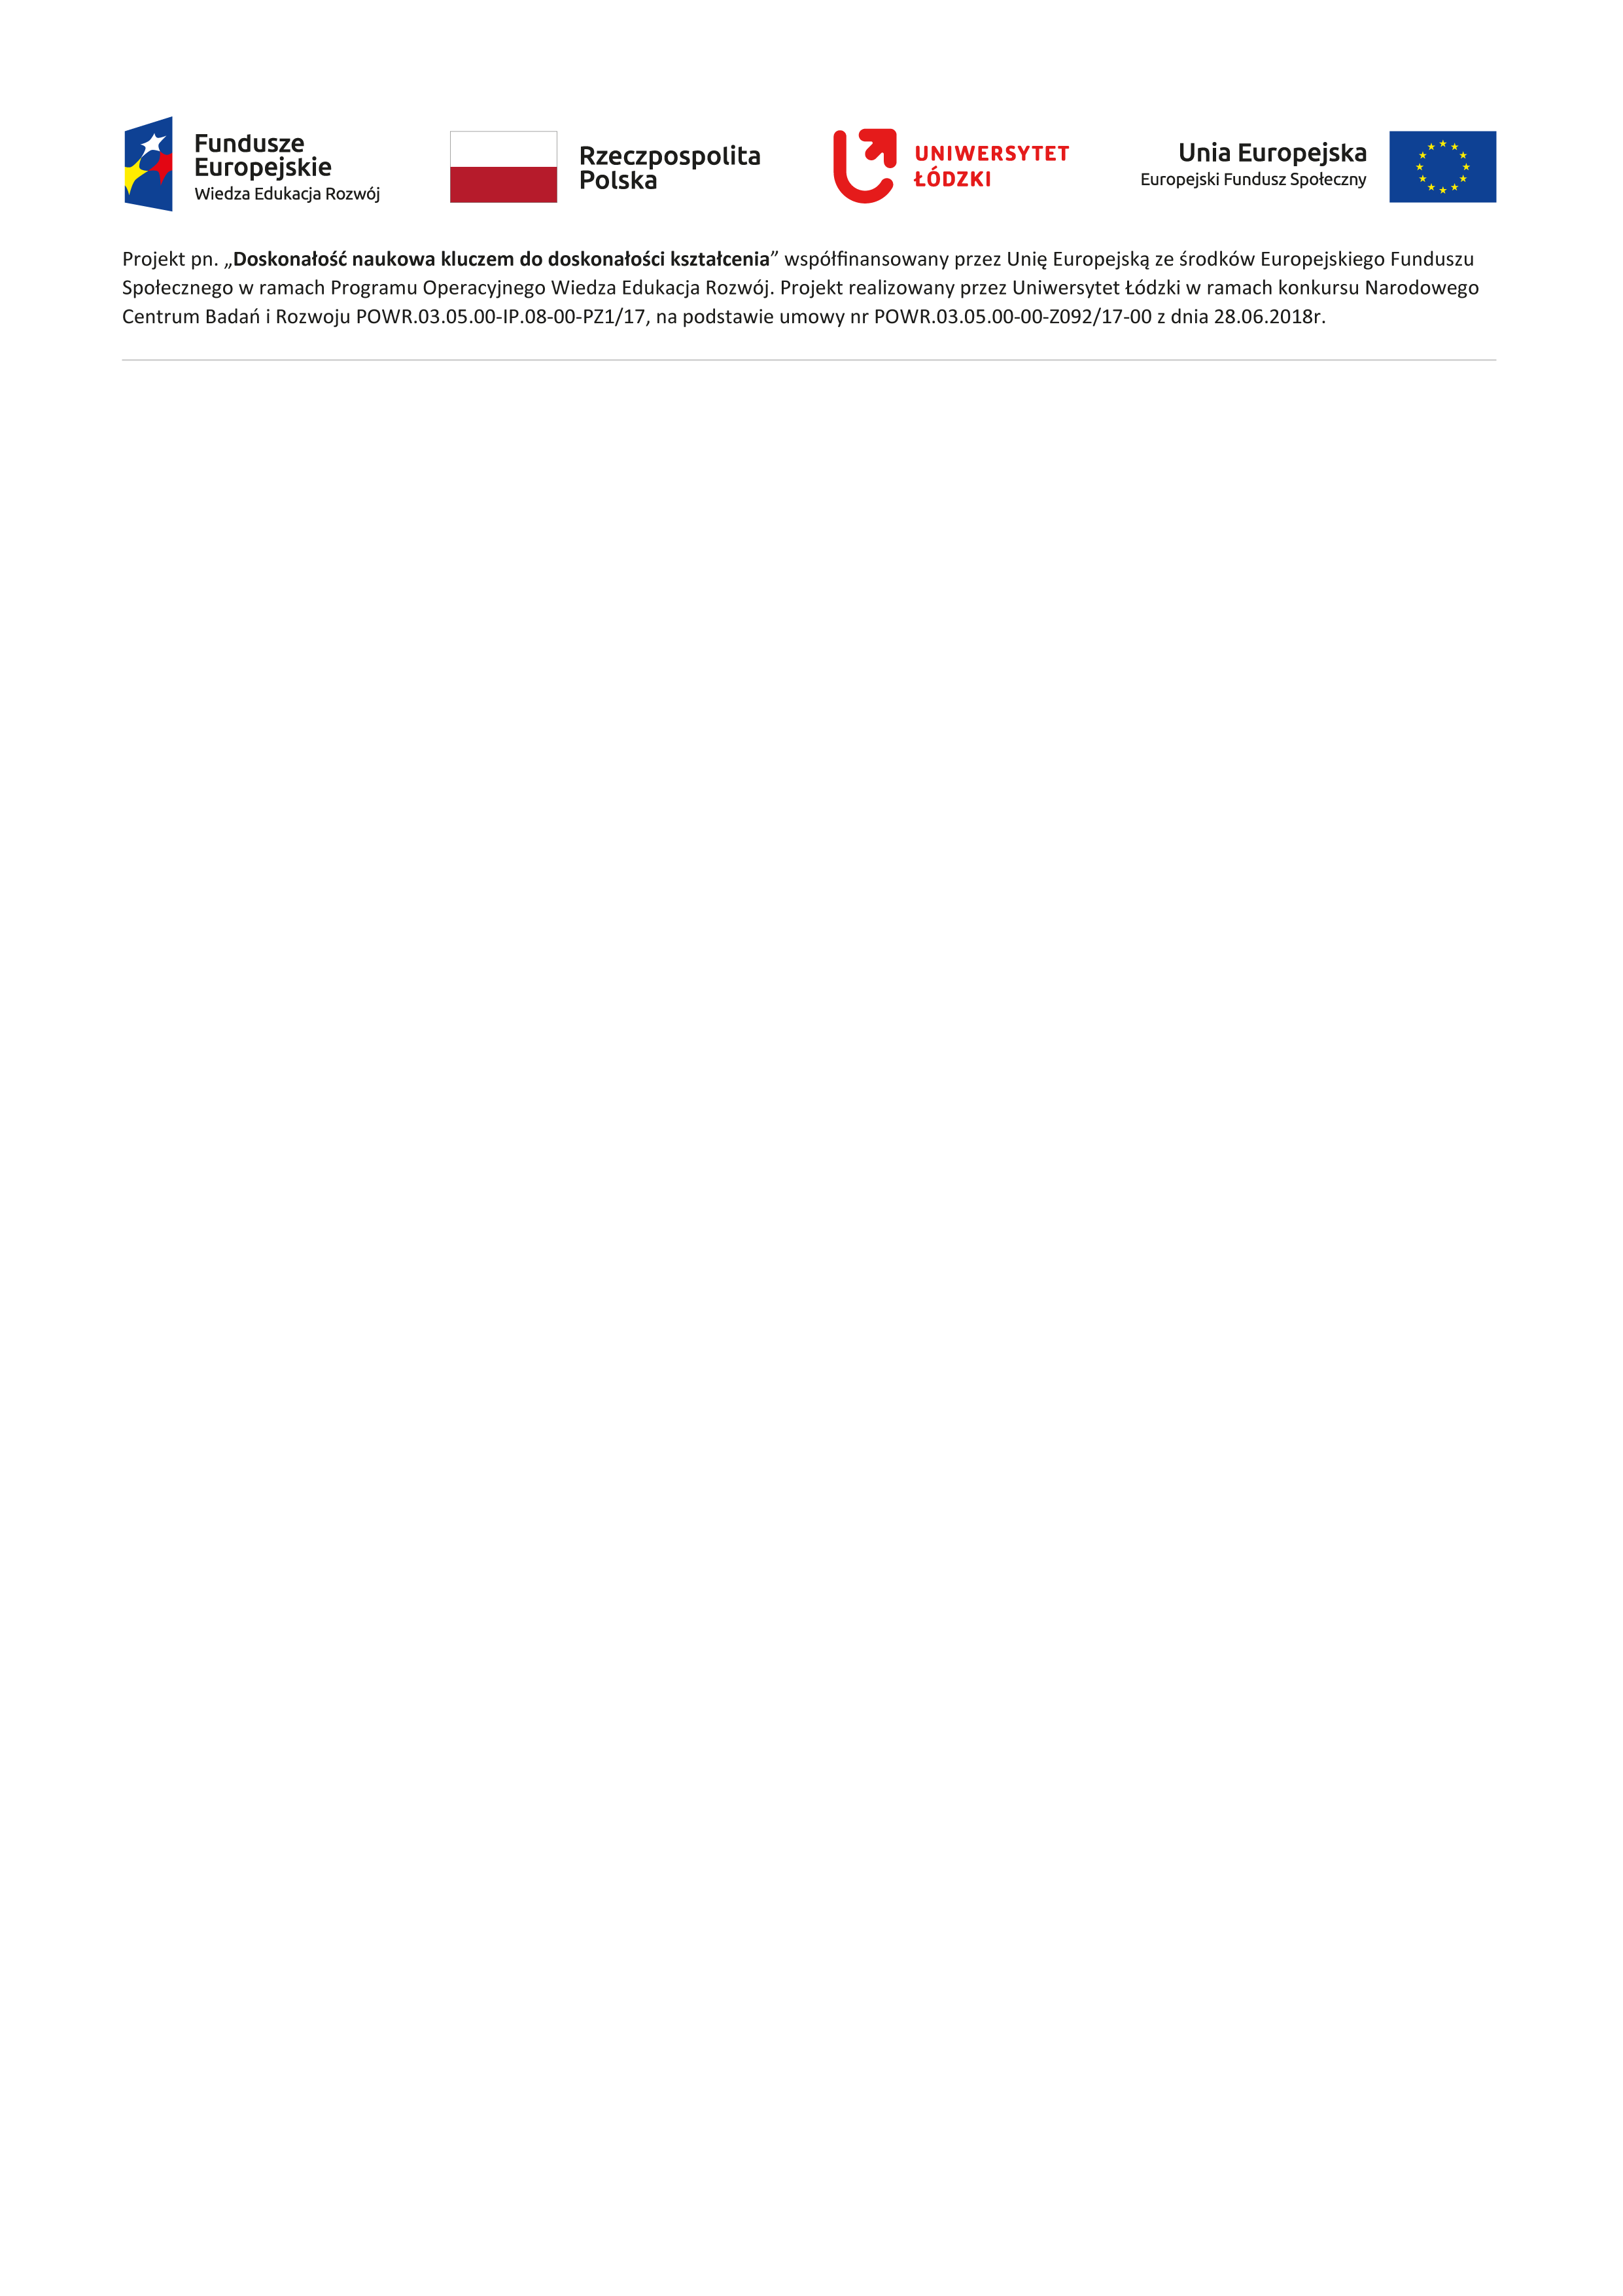 Fundusze
Europejskie
Wiedza Edukacja Rozwój
Rzeczpospolita
Polska
UNIWERSYTET
ŁÓDZKI
Unia Europejska
Europejski Fundusz Społeczny
Projekt pn. „Doskonałość naukowa kluczem do doskonałości kształcenia” współfinansowany przez Unię Europejską ze środków Europejskiego Funduszu
Społecznego w ramach Programu Operacyjnego Wiedza Edukacja Rozwój. Projekt realizowany przez Uniwersytet Łódzki w ramach konkursu Narodowego
Centrum Badań i Rozwoju POWR.03.05.00-IP.08-00-PZ1/17, na podstawie umowy nr POWR.03.05.00-00-Z092/17-00 z dnia 28.06.2018r.